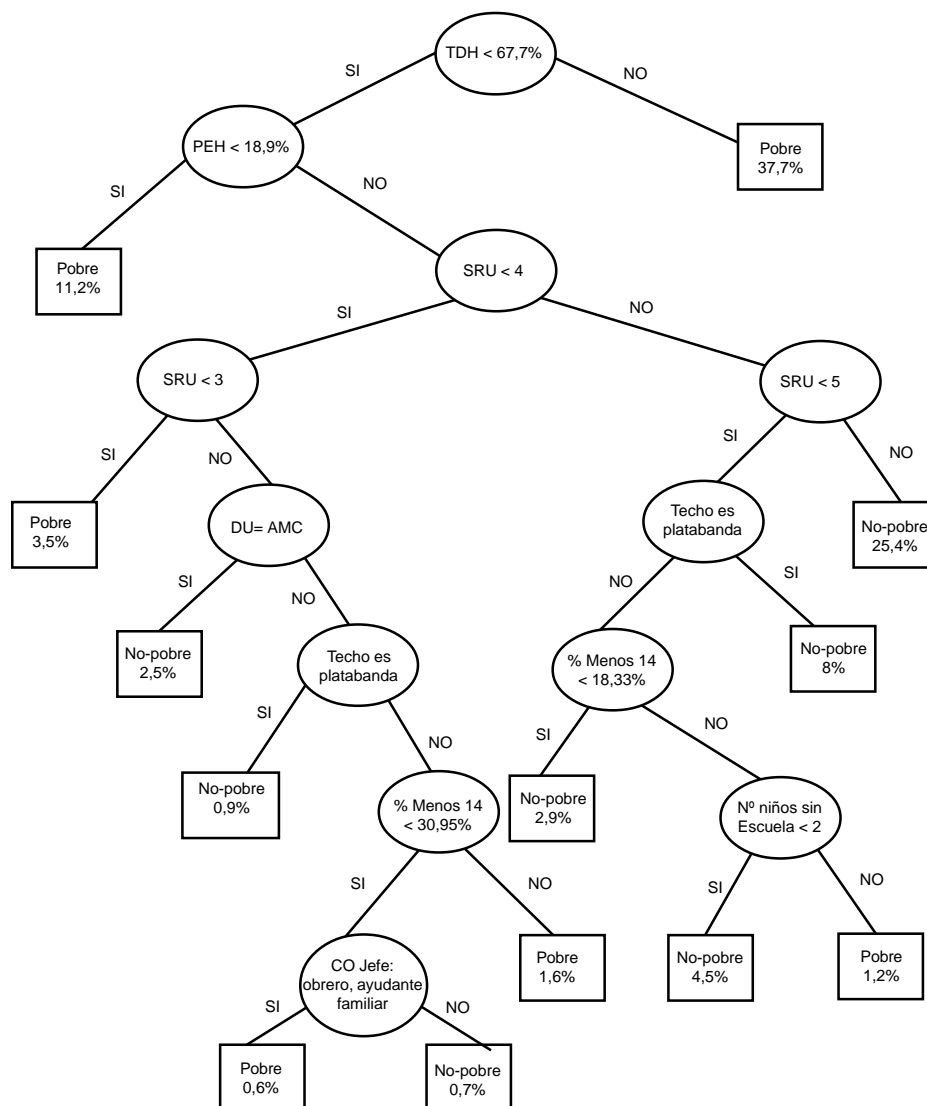 TDH < 67,7%
SI
NO
PEH < 18,9%
Pobre
37,7%
SI
NO
Pobre
11,2%
SRU < 4
SI
NO
SRU < 3
SRU < 5
SI
NO
SI
NO
Pobre
3,5%
DU= AMC
Techo es
platabanda
No-pobre
25,4%
SI
NO
NO
SI
No-pobre
2,5%
Techo es
platabanda
% Menos 14
< 18,33%
No-pobre
8%
SI
NO
SI
NO
No-pobre
0,9%
% Menos 14
< 30,95%
No-pobre
2,9%
Nº niños sin
Escuela < 2
SI
NO
SI
NO
CO Jefe:
obrero, ayudante
familiar
Pobre
1,6%
No-pobre
4,5%
Pobre
1,2%
SI
NO
Pobre
0,6%
No-pobre
0,7%